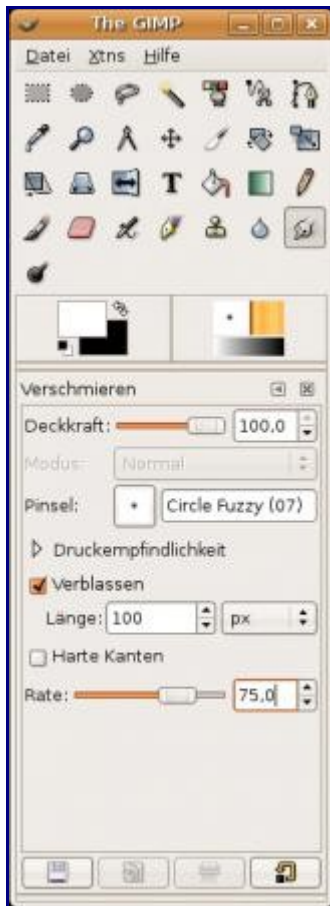 The GIMP
Datei Xtns Hilfe
Verschmieren
Deckkraft: 100,0
Modus: Normal
Pinsel: Circle Fuzzy (07)
Druckempfindlichkeit
Verblassen
Länge: 100 px
Harte Kanten
Rate: 75,0